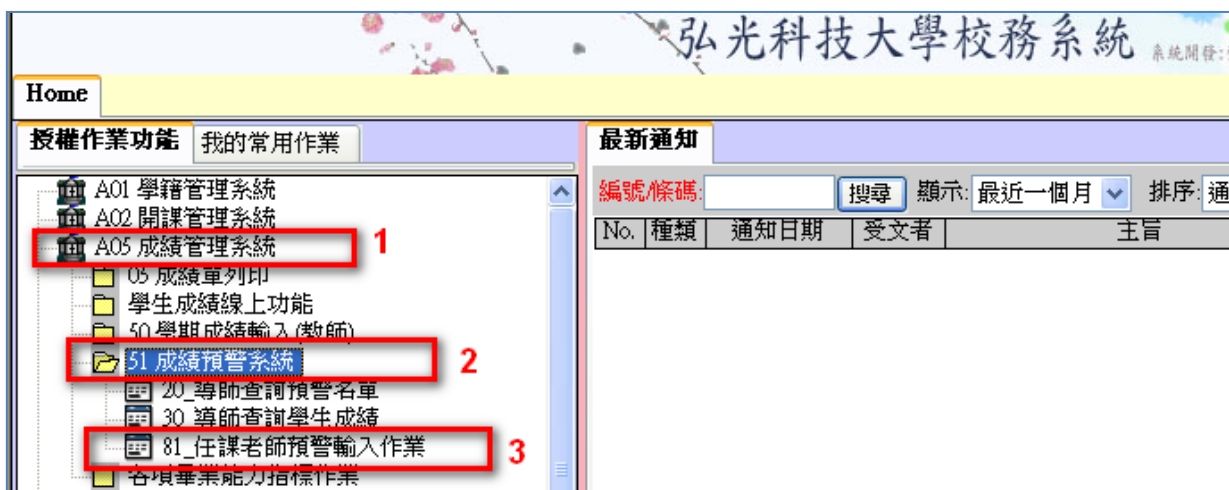 弘光科技大學校務系統 系統開發:
Home
授權作業功能 我的常用作業
A01 學籍管理系統
A02 開課管理系統
A05 成績管理系統 1
05 成績單列印
學生成績線上功能
50 學期成績輸入(教師)
51 成績預警系統 2
20_導師查詢預警名單
30_導師查詢學生成績
81_任課老師預警輸入作業 3
各項畢業能力指標作業
最新通知
編號/條碼: 搜尋 顯示: 最近一個月 排序: 通
No. 種類 通知日期 受文者 主旨